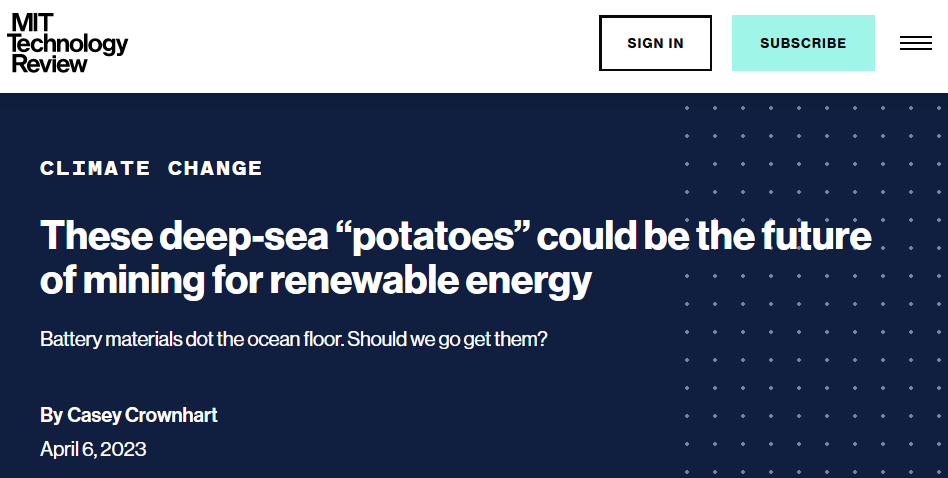 MIT
Technology
Review
SIGN IN
SUBSCRIBE
CLIMATE CHANGE
These deep-sea “potatoes” could be the future
of mining for renewable energy
Battery materials dot the ocean floor. Should we go get them?
By Casey Crownhart
April 6, 2023